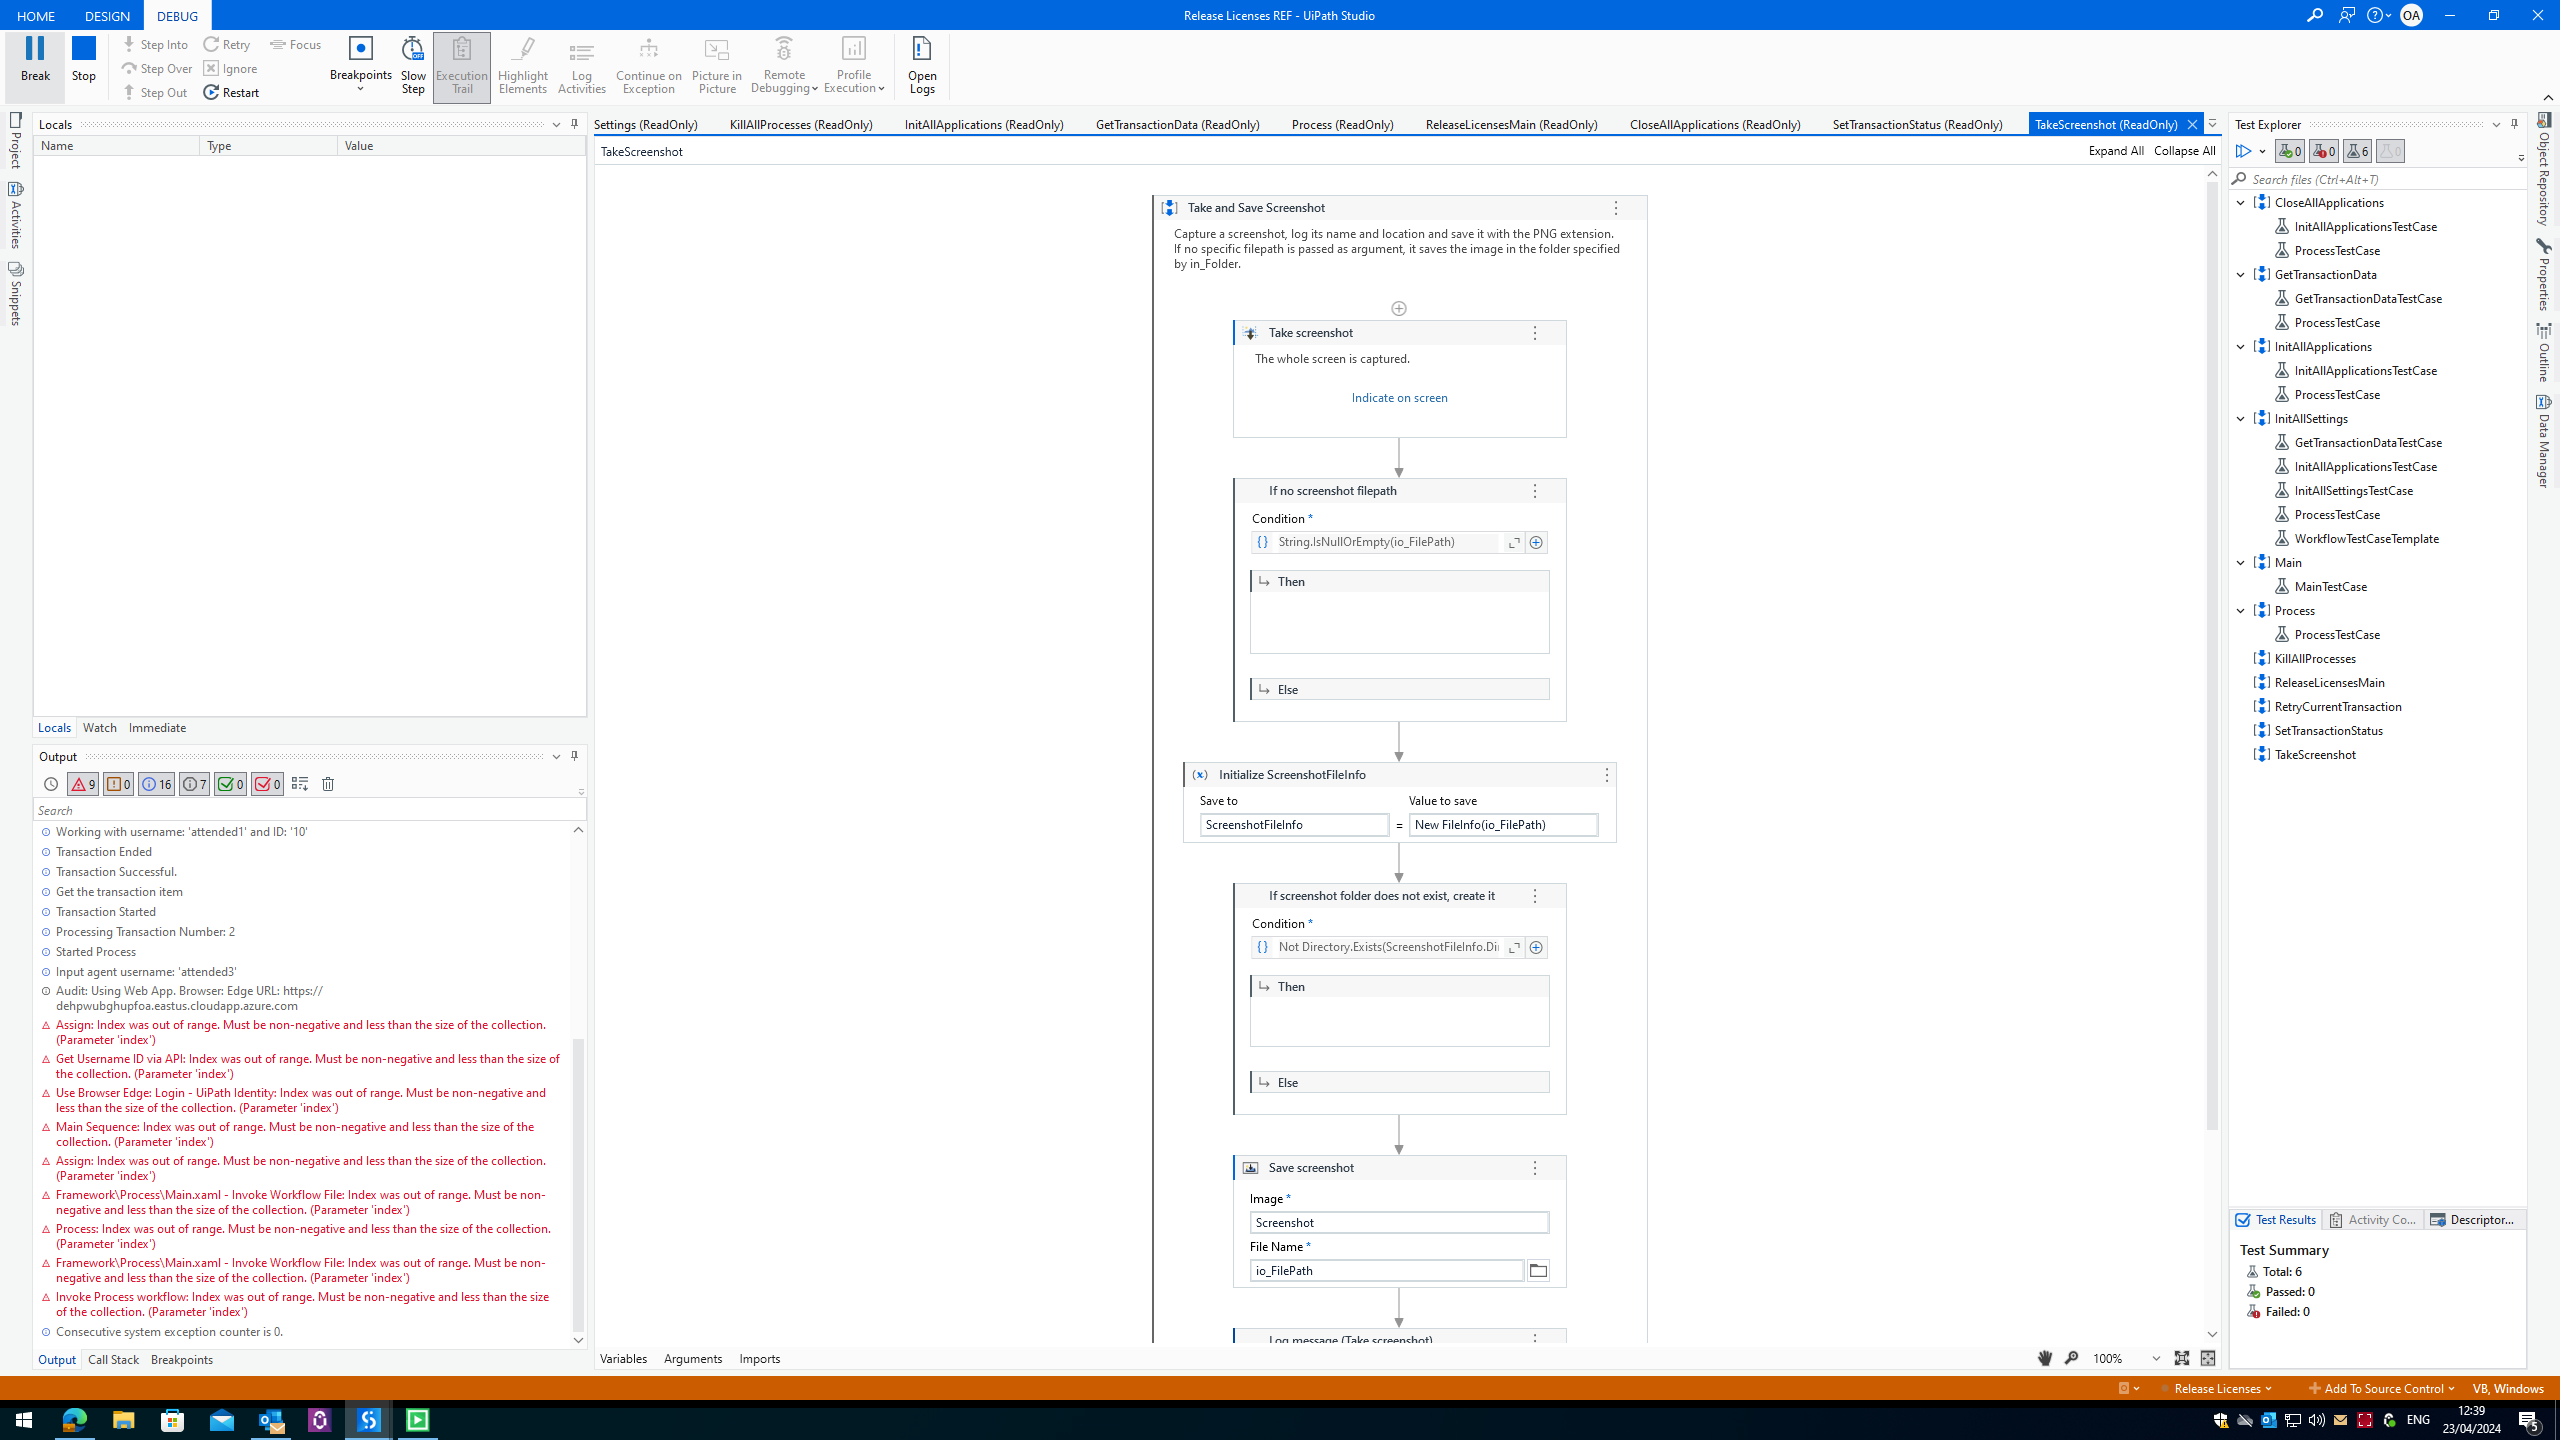 HOME DESIGN DEBUG
Release Licenses REF - UiPath Studio
OA
Break
Stop
Step Into
Step Over
Step Out
Retry
Ignore
Restart
Focus
Breakpoints
Slow
Step
Execution
Trail
Highlight
Elements
Log
Activities
Continue on
Exception
Picture in
Picture
Remote
Debugging
Profile
Execution
Open
Logs
Project
Activities
Snippets
Locals
Name Type Value
Locals Watch Immediate
Output
9 0 16 7 0 0
Search
Working with username: 'attended1' and ID: '10'
Transaction Ended
Transaction Successful.
Get the transaction item
Transaction Started
Processing Transaction Number: 2
Started Process
Input agent username: 'attended3'
Audit: Using Web App. Browser: Edge URL: https://
dehpwubghupfoa.eastus.cloudapp.azure.com
Assign: Index was out of range. Must be non-negative and less than the size of the collection.
(Parameter 'index')
Get Username ID via API: Index was out of range. Must be non-negative and less than the size of
the collection. (Parameter 'index')
Use Browser Edge: Login - UiPath Identity: Index was out of range. Must be non-negative and
less than the size of the collection. (Parameter 'index')
Main Sequence: Index was out of range. Must be non-negative and less than the size of the
collection. (Parameter 'index')
Assign: Index was out of range. Must be non-negative and less than the size of the collection.
(Parameter 'index')
Framework\Process\Main.xaml - Invoke Workflow File: Index was out of range. Must be non-
negative and less than the size of the collection. (Parameter 'index')
Process: Index was out of range. Must be non-negative and less than the size of the collection.
(Parameter 'index')
Framework\Process\Main.xaml - Invoke Workflow File: Index was out of range. Must be non-
negative and less than the size of the collection. (Parameter 'index')
Invoke Process workflow: Index was out of range. Must be non-negative and less than the size
of the collection. (Parameter 'index')
Consecutive system exception counter is 0.
Output Call Stack Breakpoints
Settings (ReadOnly) KillAllProcesses (ReadOnly) InitAllApplications (ReadOnly) GetTransactionData (ReadOnly) Process (ReadOnly) ReleaseLicensesMain (ReadOnly) CloseAllApplications (ReadOnly) SetTransactionStatus (ReadOnly) TakeScreenshot (ReadOnly)
TakeScreenshot
Expand All Collapse All
Take and Save Screenshot
Capture a screenshot, log its name and location and save it with the PNG extension.
If no specific filepath is passed as argument, it saves the image in the folder specified
by in_Folder.
Take screenshot
The whole screen is captured.
Indicate on screen
If no screenshot filepath
Condition *
String.IsNullOrEmpty(io_FilePath)
Then
Else
Initialize ScreenshotFileInfo
Save to Value to save
ScreenshotFileInfo = New FileInfo(io_FilePath)
If screenshot folder does not exist, create it
Condition *
Not Directory.Exists(ScreenshotFileInfo.Di
Then
Else
Save screenshot
Image *
Screenshot
File Name *
io_FilePath
Log message (Take screenshot)
Variables Arguments Imports
100%
Test Explorer
0 0 6 0
Search files (Ctrl+Alt+T)
CloseAllApplications
InitAllApplicationsTestCase
ProcessTestCase
GetTransactionData
GetTransactionDataTestCase
ProcessTestCase
InitAllApplications
InitAllApplicationsTestCase
ProcessTestCase
InitAllSettings
GetTransactionDataTestCase
InitAllApplicationsTestCase
InitAllSettingsTestCase
ProcessTestCase
WorkflowTestCaseTemplate
Main
MainTestCase
Process
ProcessTestCase
KillAllProcesses
ReleaseLicensesMain
RetryCurrentTransaction
SetTransactionStatus
TakeScreenshot
Test Results Activity Co... Descriptor...
Test Summary
Total: 6
Passed: 0
Failed: 0
Object Repository
Properties
Outline
Data Manager
Release Licenses Add To Source Control VB, Windows
ENG
12:39
23/04/2024
5